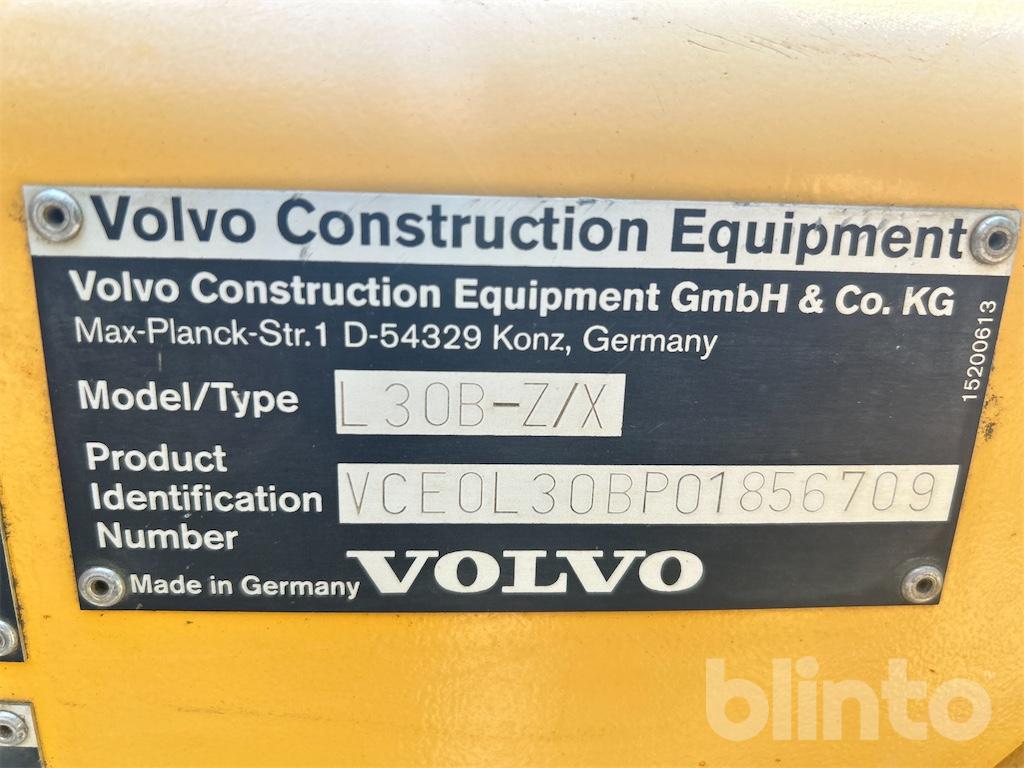 Volvo Construction Equipment
Volvo Construction Equipment GmbH & Co. KG
Max-Planck-Str.1 D-54329 Konz, Germany
15200613
Model/Type L30B-Z/X
Product
Identification VCE0L30BP01856709
Number
Made in Germany VOLVO
blinto